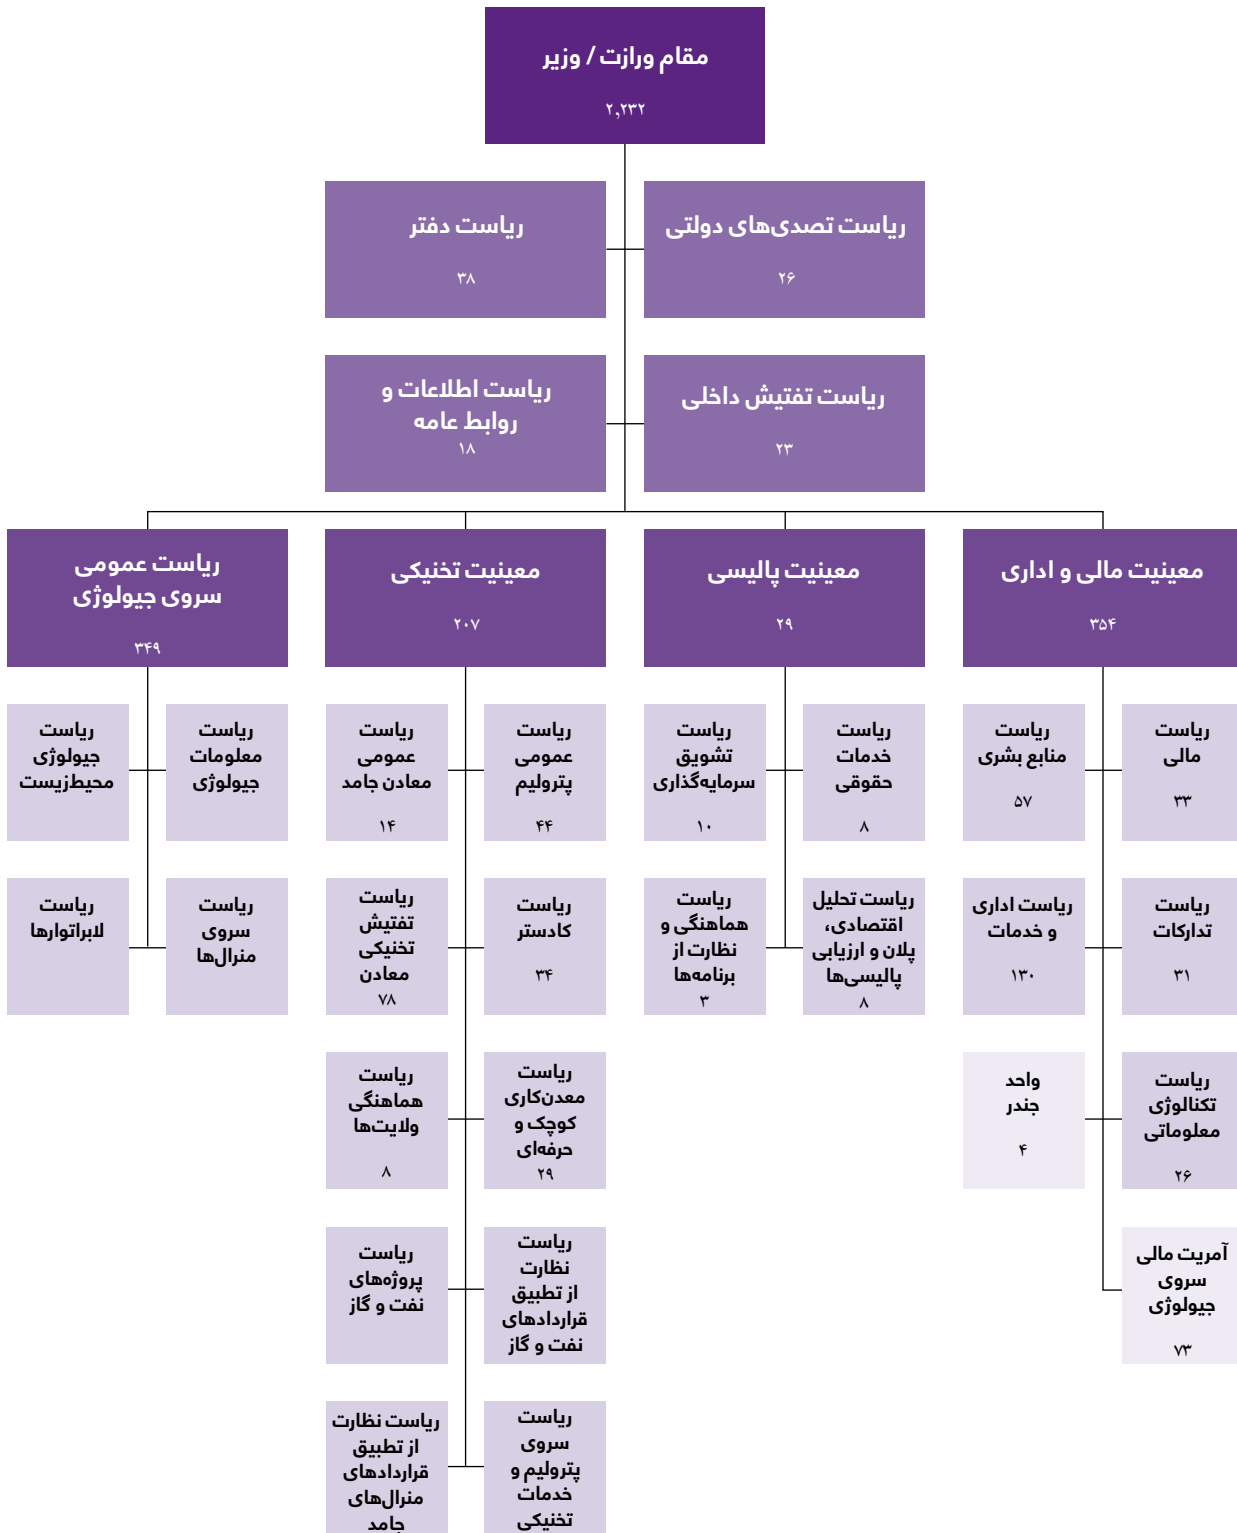 مقام ورازت / وزیر
۲,۲۳۲
ریاست تصدی‌های دولتی
۲۶
ریاست دفتر
۳۸
ریاست تفتیش داخلی
۲۳
ریاست اطلاعات و
روابط عامه
۱۸
معینیت مالی و اداری
۳۵۴
معینیت پالیسی
۲۹
معینیت تخنیکی
۲۰۷
ریاست عمومی
سروی جیولوژی
۳۴۹
ریاست
مالی
۳۳
ریاست
منابع بشری
۵۷
ریاست
تدارکات
۳۱
ریاست اداری
و خدمات
۱۳۰
ریاست
تکنالوژی
معلوماتی
۲۶
واحد
جندر
۴
آمریت مالی
سروی
جیولوژی
۷۳
ریاست
خدمات
حقوقی
۸
ریاست
تشویق
سرمایه‌گذاری
۱۰
ریاست تحلیل
اقتصادی،
پلان و ارزیابی
پالیسی‌ها
۸
ریاست
هماهنگی و
نظارت از
برنامه‌ها
۳
ریاست
عمومی
پترولیم
۴۴
ریاست
عمومی
معادن جامد
۱۴
ریاست
کادستر
۳۴
ریاست
تفتیش
تخنیکی
معادن
۷۸
ریاست
معدن‌کاری
کوچک و
حرفه‌ای
۲۹
ریاست
هماهنگی
ولایت‌ها
۸
ریاست
نظارت
از تطبیق
قراردادهای
نفت و گاز
ریاست
پروژه‌های
نفت و گاز
ریاست
سروی
پترولیم و
خدمات
تخنیکی
ریاست نظارت
از تطبیق
قراردادهای
منرال‌های
جامد
ریاست
معلومات
جیولوژی
ریاست
جیولوژی
محیط‌زیست
ریاست
سروی
منرال‌ها
ریاست
لابراتوارها